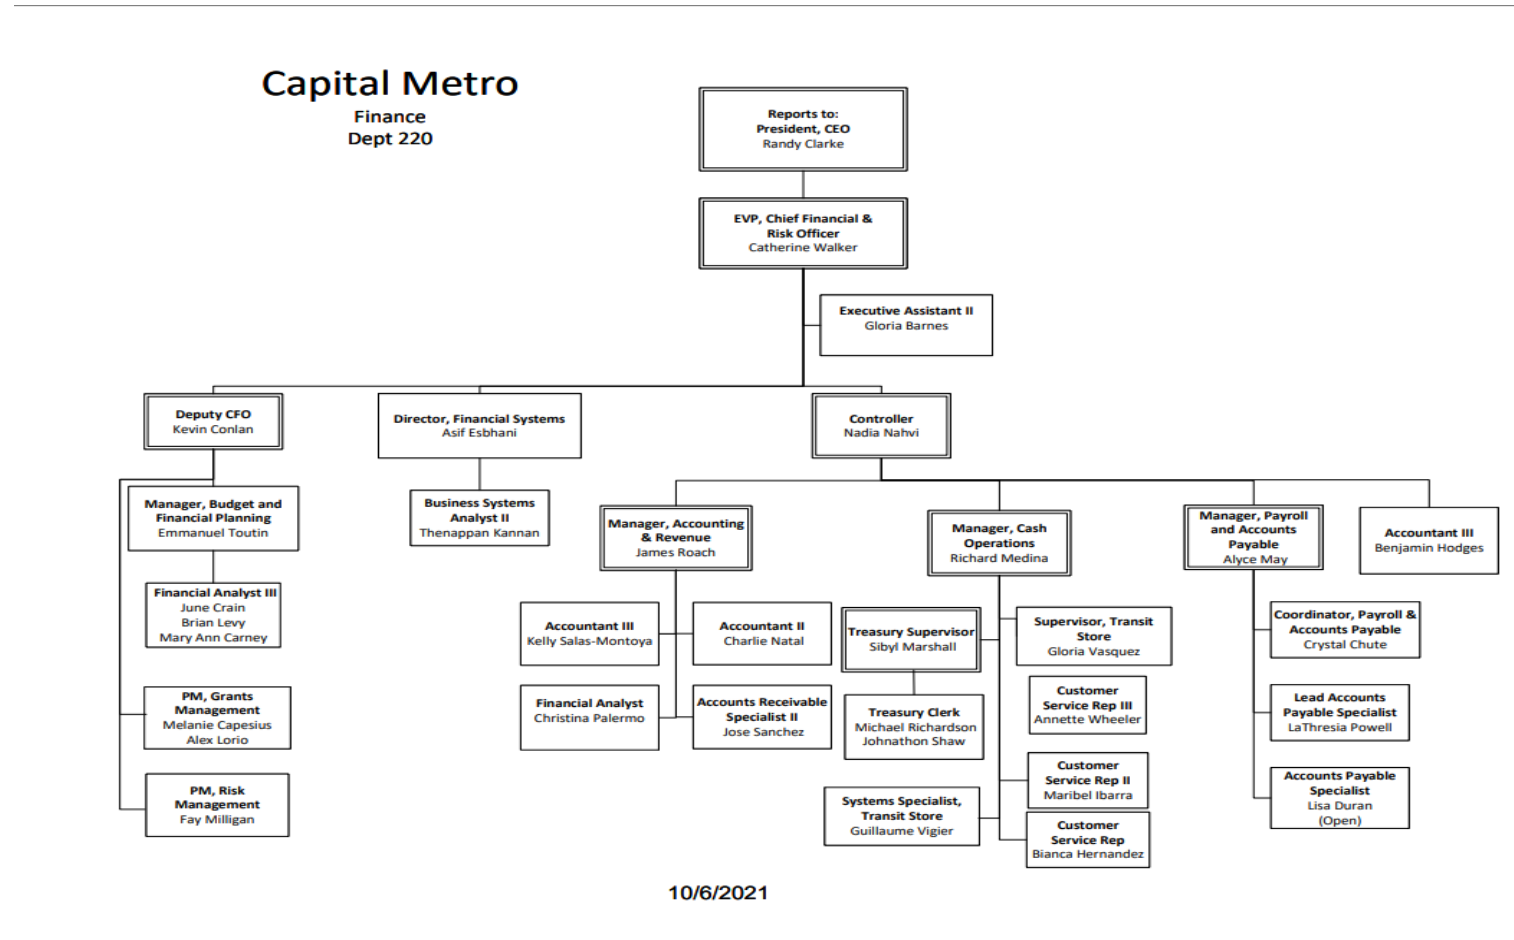 Capital Metro
Finance
Dept 220
Reports to:
President, CEO
Randy Clarke
EVP, Chief Financial &
Risk Officer
Catherine Walker
Executive Assistant II
Gloria Barnes
Deputy CFO
Kevin Conlan
Director, Financial Systems
Asif Esbhani
Controller
Nadia Nahvi
Manager, Budget and
Financial Planning
Emmanuel Toutin
Business Systems
Analyst II
Thenappan Kannan
Manager, Accounting
& Revenue
James Roach
Manager, Cash
Operations
Richard Medina
Manager, Payroll
and Accounts
Payable
Alyce May
Accountant III
Benjamin Hodges
Financial Analyst III
June Crain
Brian Levy
Mary Ann Carney
Accountant III
Kelly Salas-Montoya
Accountant II
Charlie Natal
Treasury Supervisor
Sibyl Marshall
Supervisor, Transit
Store
Gloria Vasquez
Coordinator, Payroll &
Accounts Payable
Crystal Chute
PM, Grants
Management
Melanie Capesius
Alex Lorio
Financial Analyst
Christina Palermo
Accounts Receivable
Specialist II
Jose Sanchez
Treasury Clerk
Michael Richardson
Johnathon Shaw
Customer
Service Rep III
Annette Wheeler
Lead Accounts
Payable Specialist
LaThresia Powell
PM, Risk
Management
Fay Milligan
Systems Specialist,
Transit Store
Guillaume Vigier
Customer
Service Rep II
Maribel Ibarra
Customer
Service Rep
Bianca Hernandez
Accounts Payable
Specialist
Lisa Duran
(Open)
10/6/2021